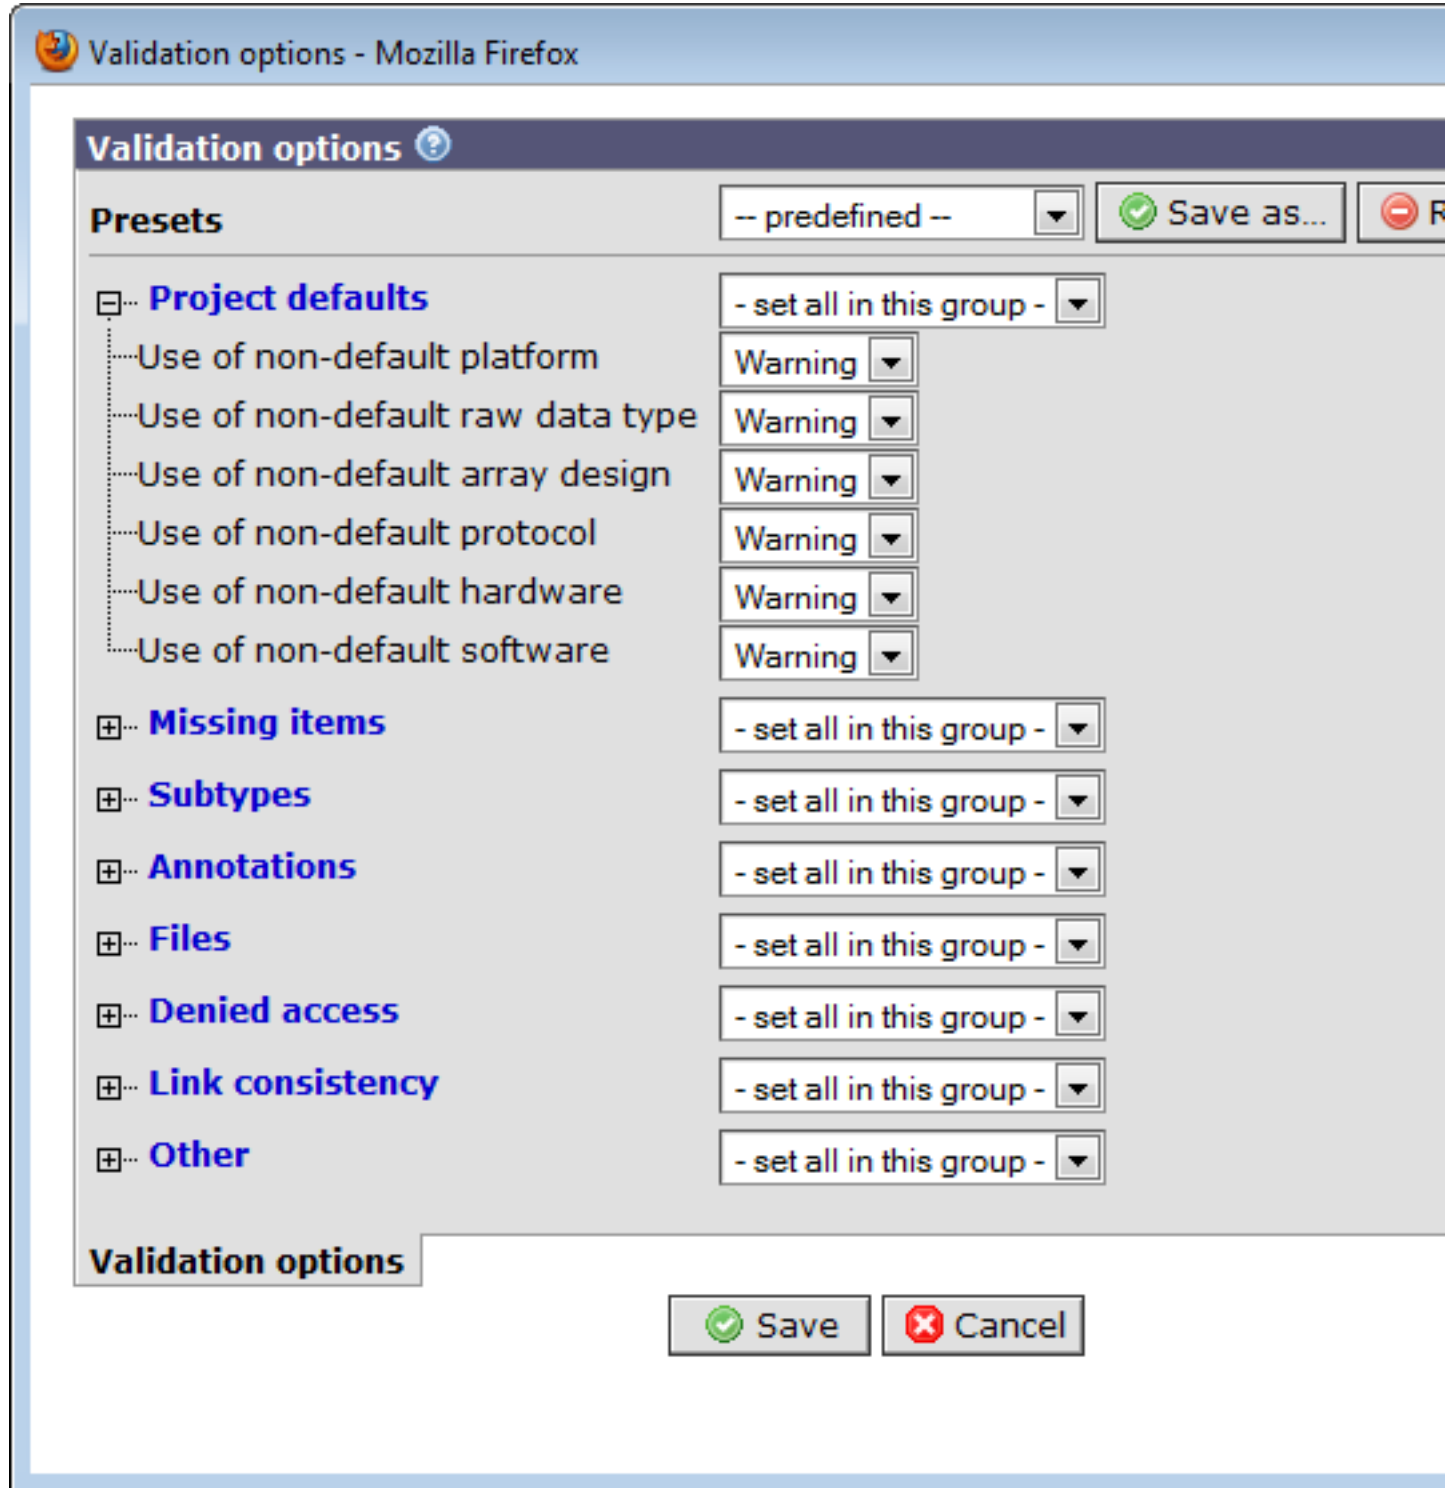 Validation options - Mozilla Firefox
Validation options ?
Presets -- predefined -- Save as... R
Project defaults - set all in this group -
Use of non-default platform Warning
Use of non-default raw data type Warning
Use of non-default array design Warning
Use of non-default protocol Warning
Use of non-default hardware Warning
Use of non-default software Warning
Missing items - set all in this group -
Subtypes - set all in this group -
Annotations - set all in this group -
Files - set all in this group -
Denied access - set all in this group -
Link consistency - set all in this group -
Other - set all in this group -
Validation options
Save Cancel